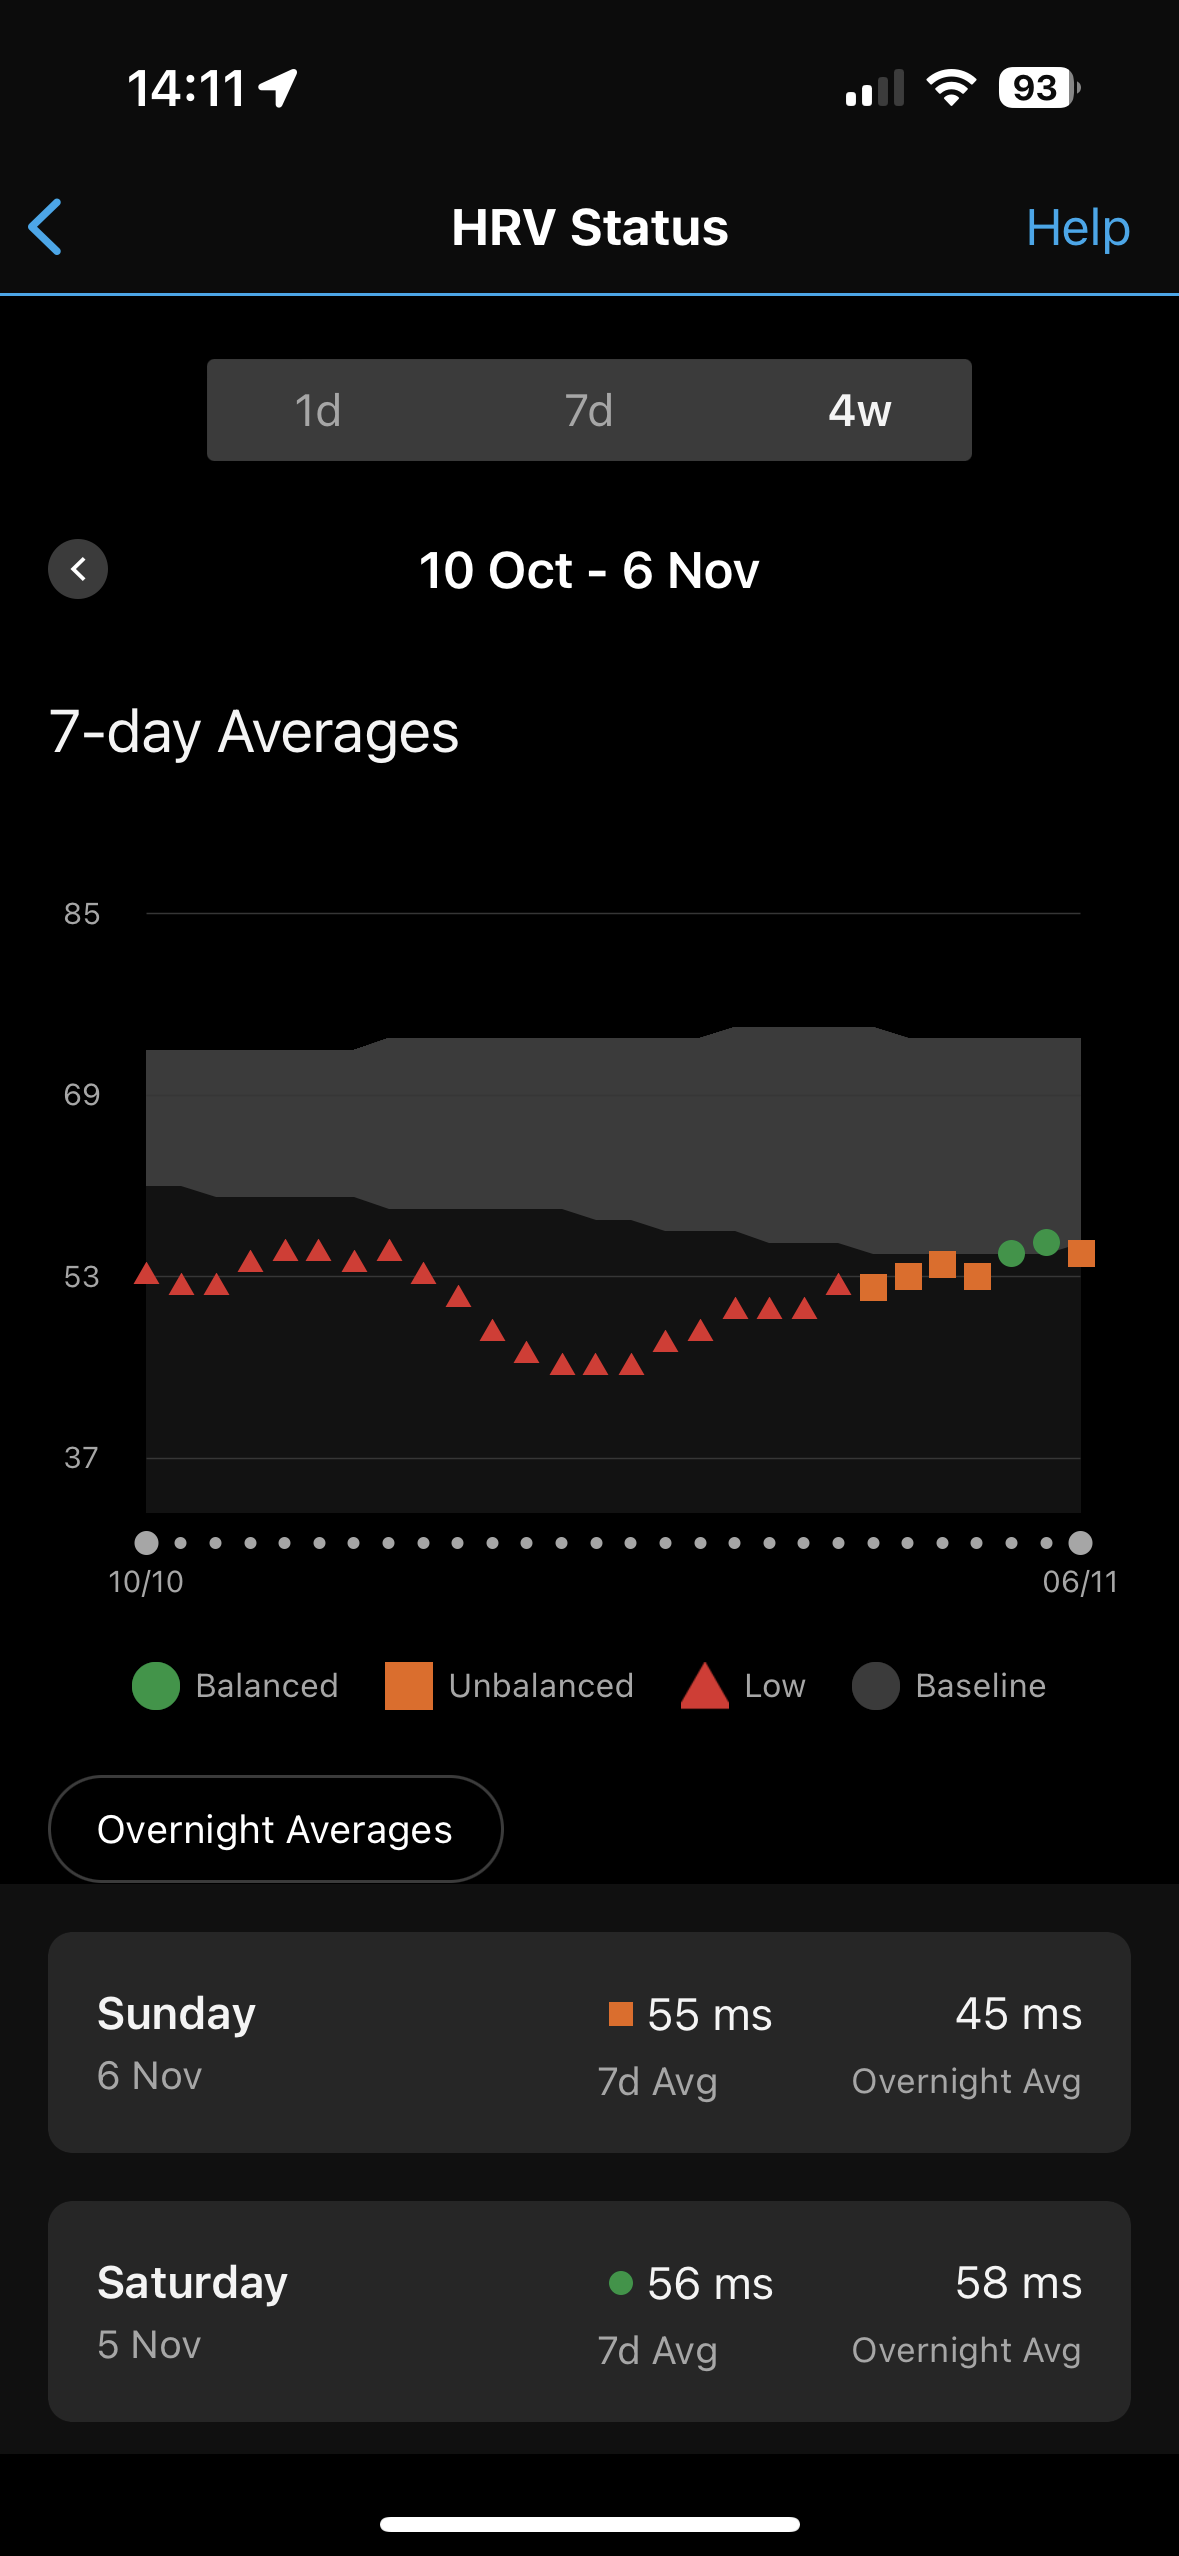 14:11
93
HRV Status
Help
1d 7d 4w
10 Oct - 6 Nov
7-day Averages
85
69
53
37
10/10 06/11
Balanced Unbalanced Low Baseline
Overnight Averages
Sunday 55 ms 45 ms
6 Nov 7d Avg Overnight Avg
Saturday 56 ms 58 ms
5 Nov 7d Avg Overnight Avg